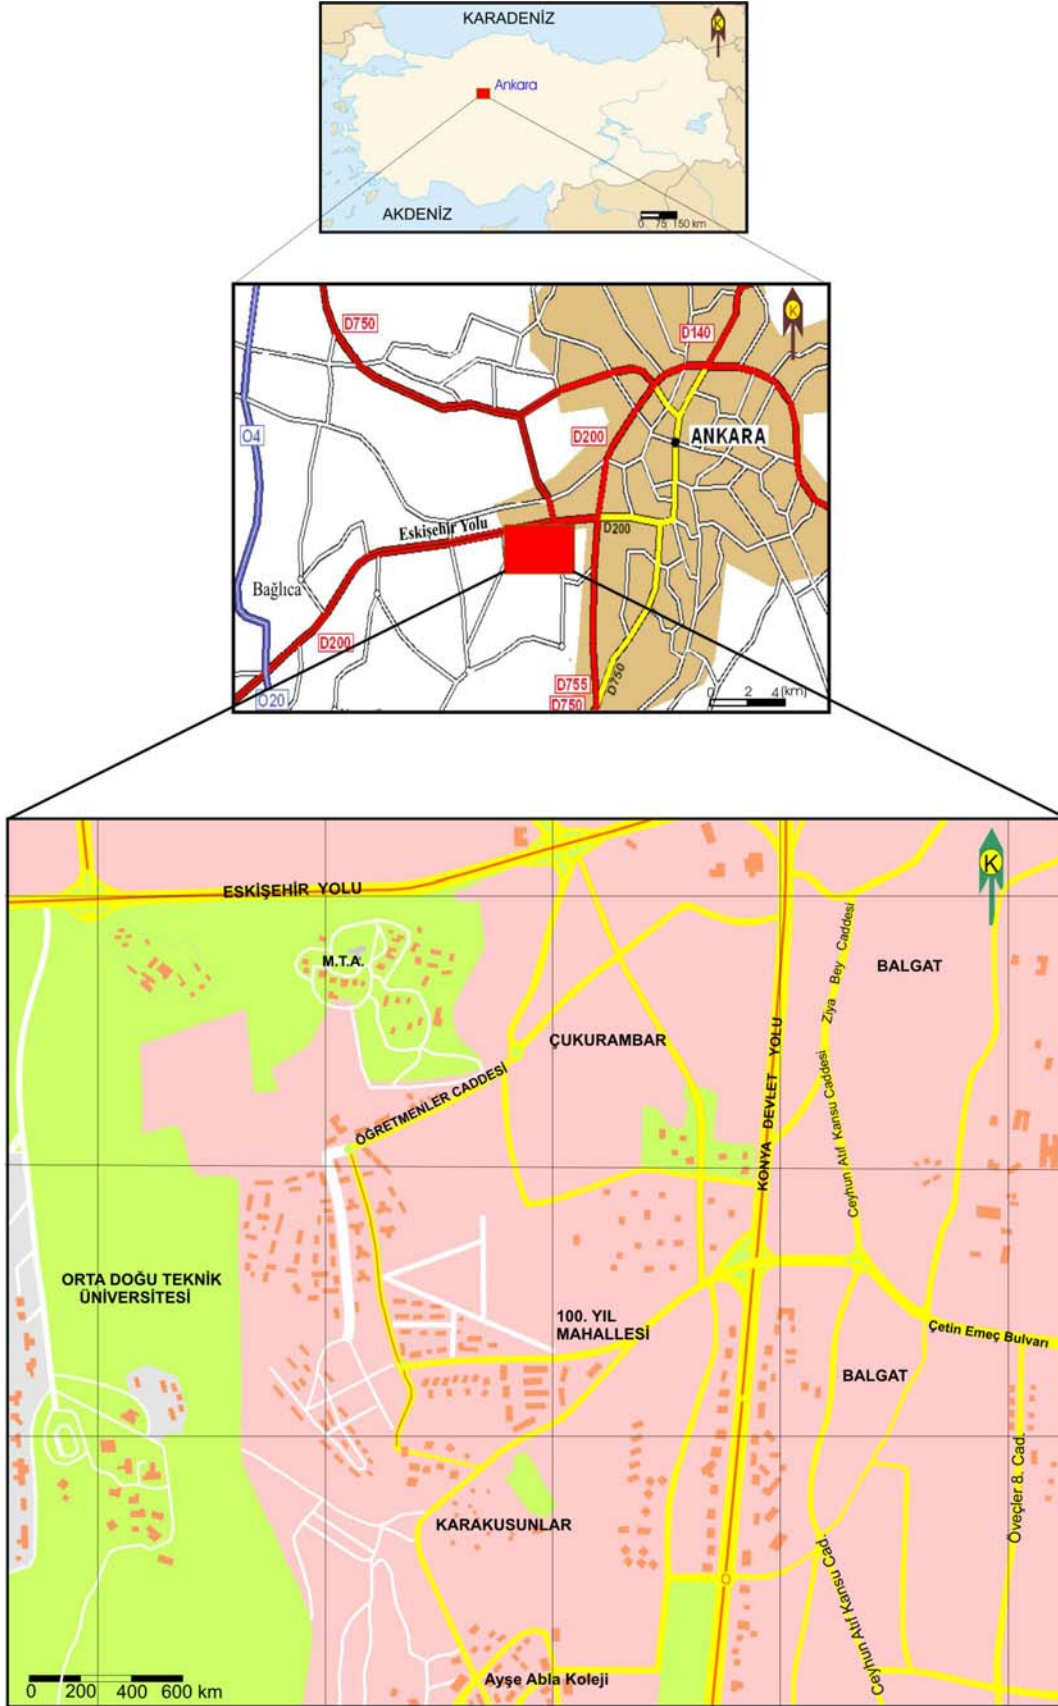 KARADENİZ
K
Ankara
AKDENİZ
0 75 150 km
D750
D140
K
O4
D200
ANKARA
Eskişehir Yolu
D200
Bağlıca
D200
D755
D750
O20
D750
0 2 4(km)
ESKİŞEHİR YOLU
K
M.T.A.
BALGAT
Ziya Bey Caddesi
ÇUKURAMBAR
KONYA DEVLET YOLU
ÖĞRETMENLER CADDESİ
Ceyhun Atıf Kansu Caddesi
ORTA DOĞU TEKNİK
ÜNİVERSİTESİ
100. YIL
MAHALLESİ
Çetin Emeç Bulvarı
BALGAT
Öveçler 8. Cad.
KARAKUSUNLAR
Ceyhun Atıf Kansu Cad.
Ayşe Abla Koleji
0 200 400 600 km